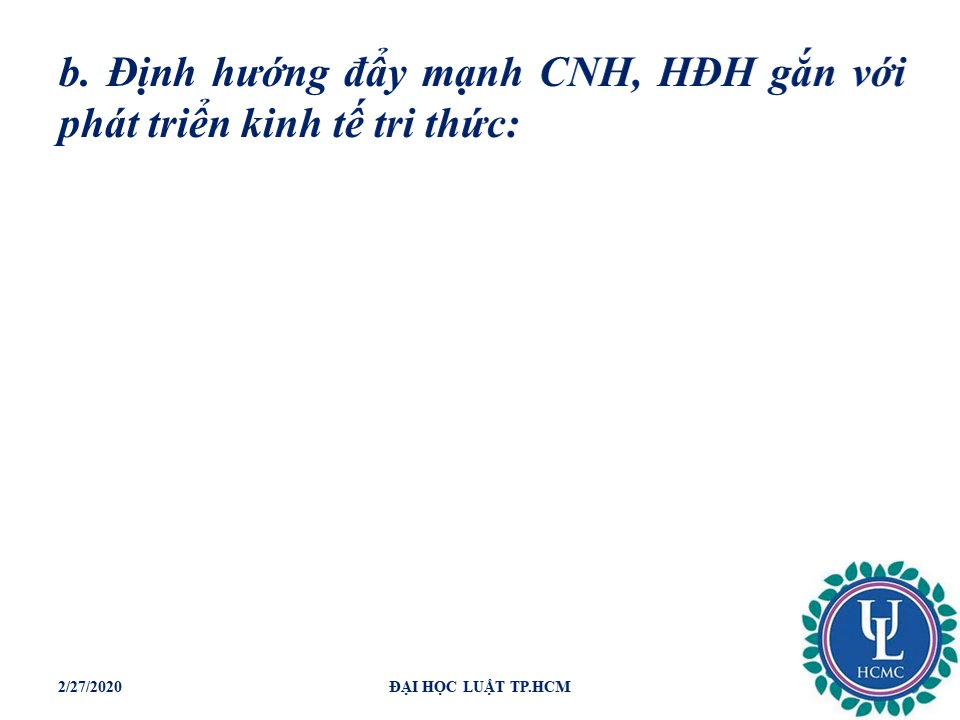 b. Định hướng đẩy mạnh CNH, HĐH gắn với
phát triển kinh tế tri thức:
UL
HCMC
2/27/2020
ĐẠI HỌC LUẬT TP.HCM